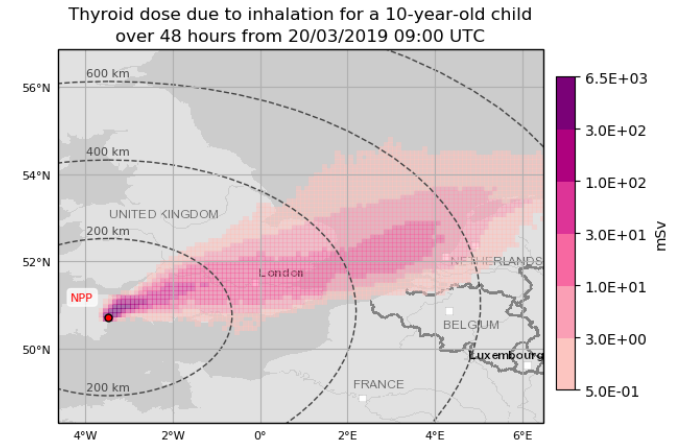 Thyroid dose due to inhalation for a 10-year-old child
over 48 hours from 20/03/2019 09:00 UTC
600 km
56°N
400 km
54°N
UNITED KINGDOM
200 km
52°N
London
NETHERLANDS
NPP
BELGIUM
50°N
Luxembourg
FRANCE
200 km
4°W
2°W
0°
2°E
4°E
6°E
6.5E+03
3.0E+02
1.0E+02
3.0E+01
1.0E+01
3.0E+00
5.0E-01
mSv